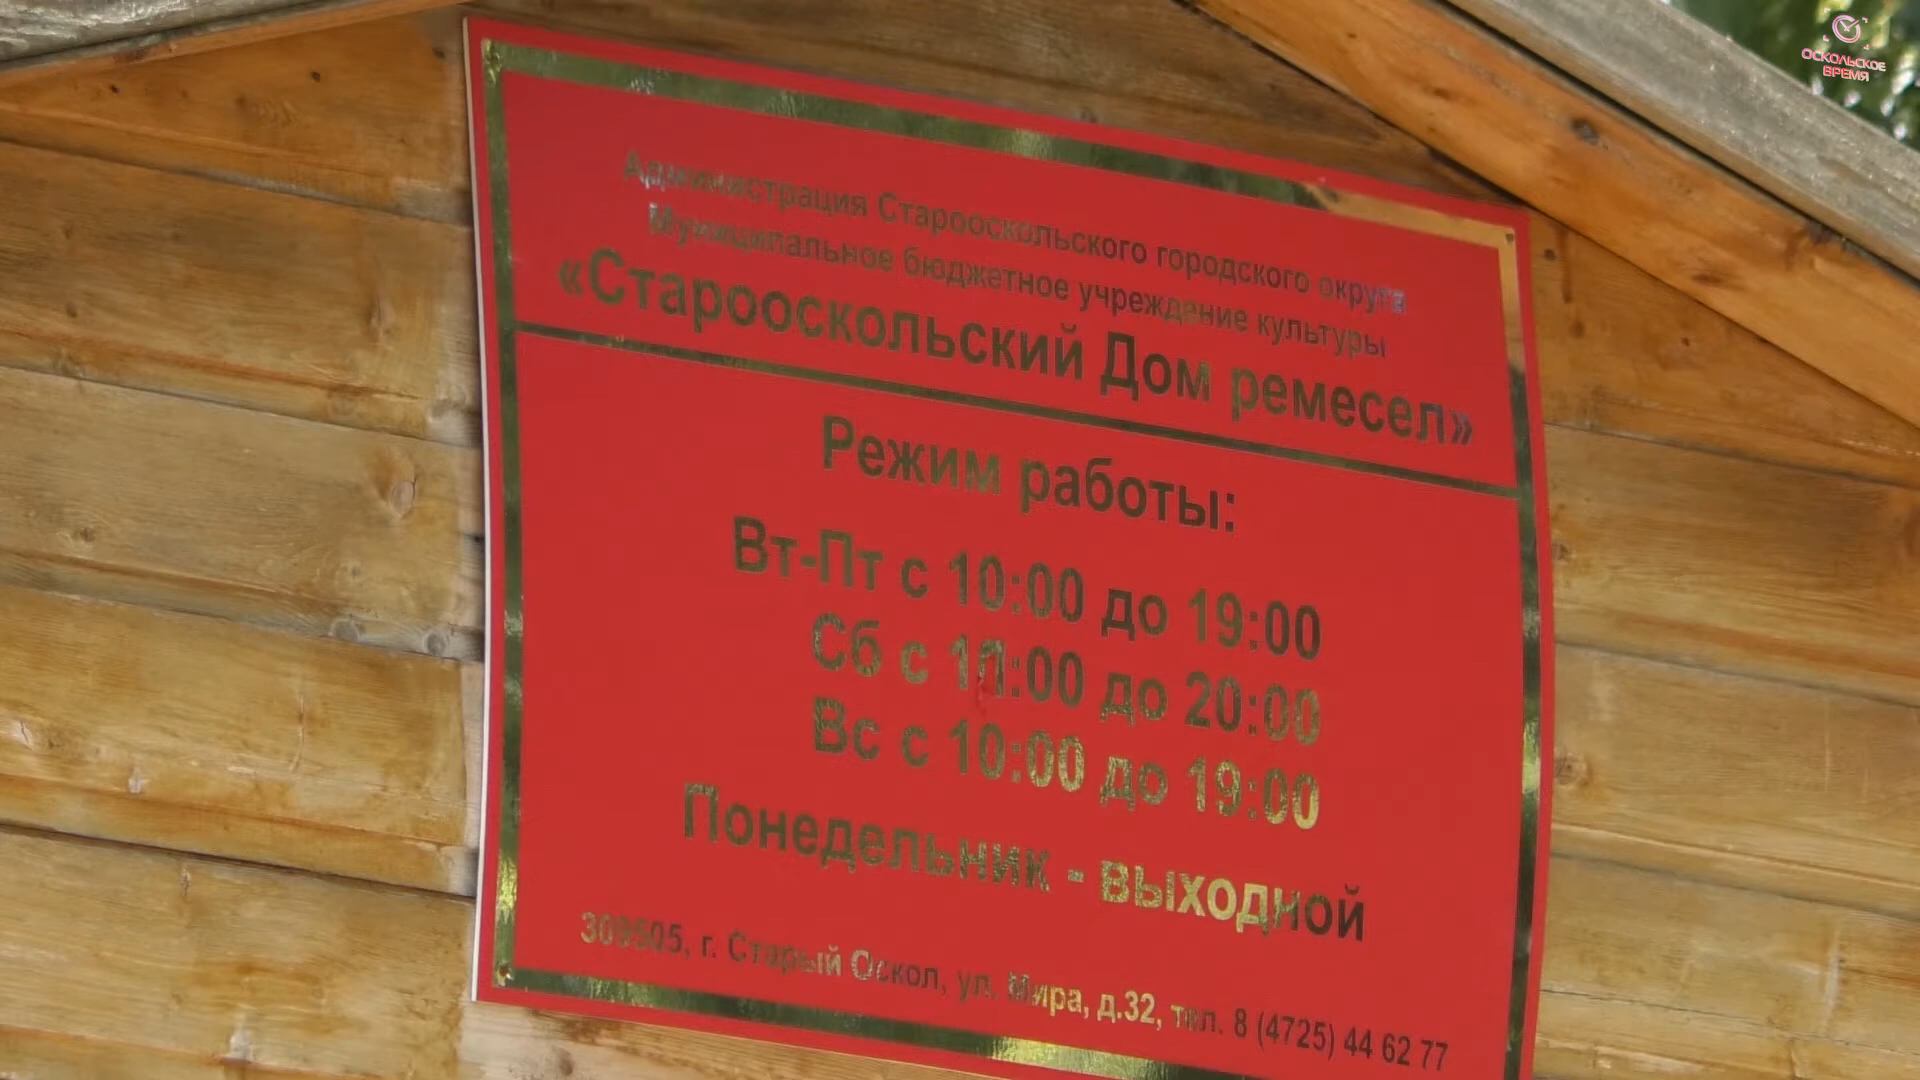 ОСКОЛЬСКОЕ
ВРЕМЯ
Администрация Старооскольского городского округа
Муниципальное бюджетное учреждение культуры
«Старооскольский Дом ремесел»
Режим работы:
Вт-Пт с 10:00 до 19:00
Сб с 11:00 до 20:00
Вс с 10:00 до 19:00
Понедельник - выходной
309505, г. Старый Оскол, ул. Мира, д.32, тел. 8 (4725) 44 62 77